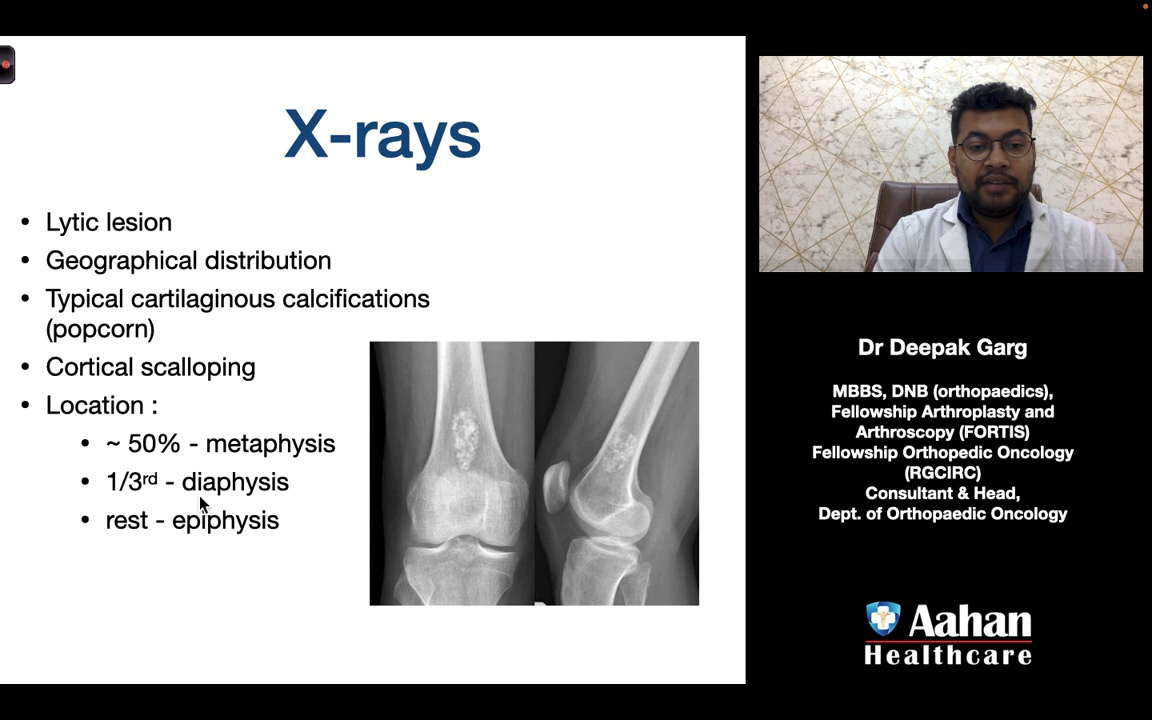 X-rays
• Lytic lesion
• Geographical distribution
• Typical cartilaginous calcifications
(popcorn)
• Cortical scalloping
• Location :
• ~ 50% - metaphysis
• 1/3rd - diaphysis
• rest - epiphysis
Dr Deepak Garg
MBBS, DNB (orthopaedics),
Fellowship Arthroplasty and
Arthroscopy (FORTIS)
Fellowship Orthopedic Oncology
(RGCIRC)
Consultant & Head,
Dept. of Orthopaedic Oncology
Aahan
Healthcare